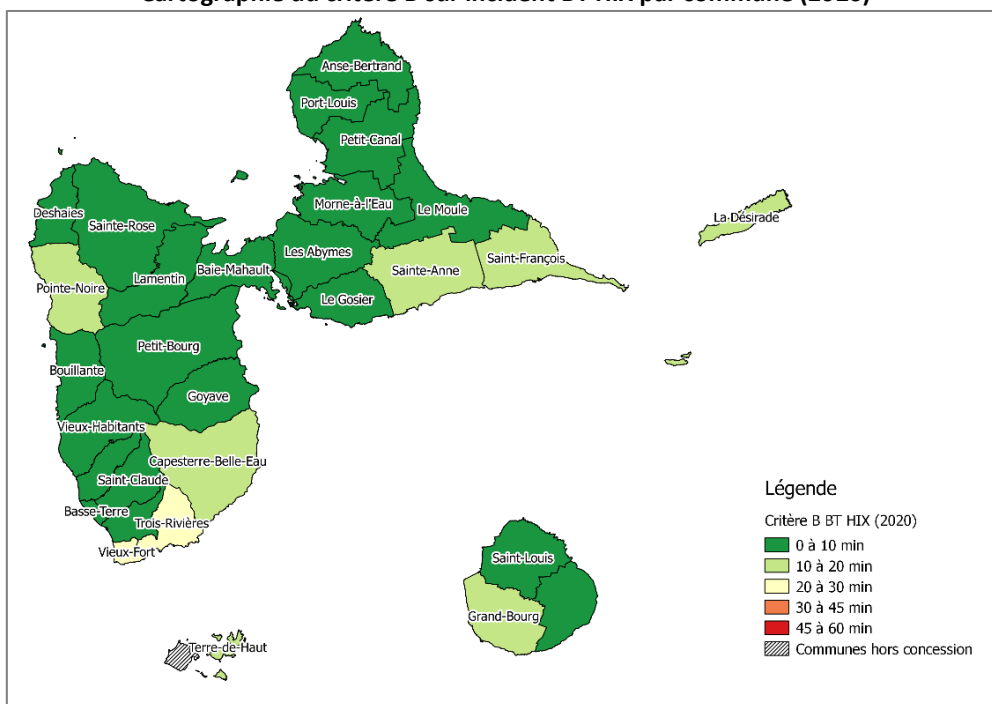 Cartographie du critère B sur incident BT HIX par commune (2020)
Anse-Bertrand
Port-Louis
Petit-Canal
Morne-à-l'Eau
Le Moule
La Désirade
Deshaies
Sainte-Rose
Les Abymes
Saint-François
Sainte-Anne
Baie-Mahault
Lamentin
Pointe-Noire
Le Gosier
Petit-Bourg
Bouillante
Goyave
Vieux-Habitants
Capesterre-Belle-Eau
Saint-Claude
Basse-Terre
Trois-Rivières
Vieux-Fort
Saint-Louis
Grand-Bourg
Terre-de-Haut
Légende
Critère B BT HIX (2020)
0 à 10 min
10 à 20 min
20 à 30 min
30 à 45 min
45 à 60 min
Communes hors concession